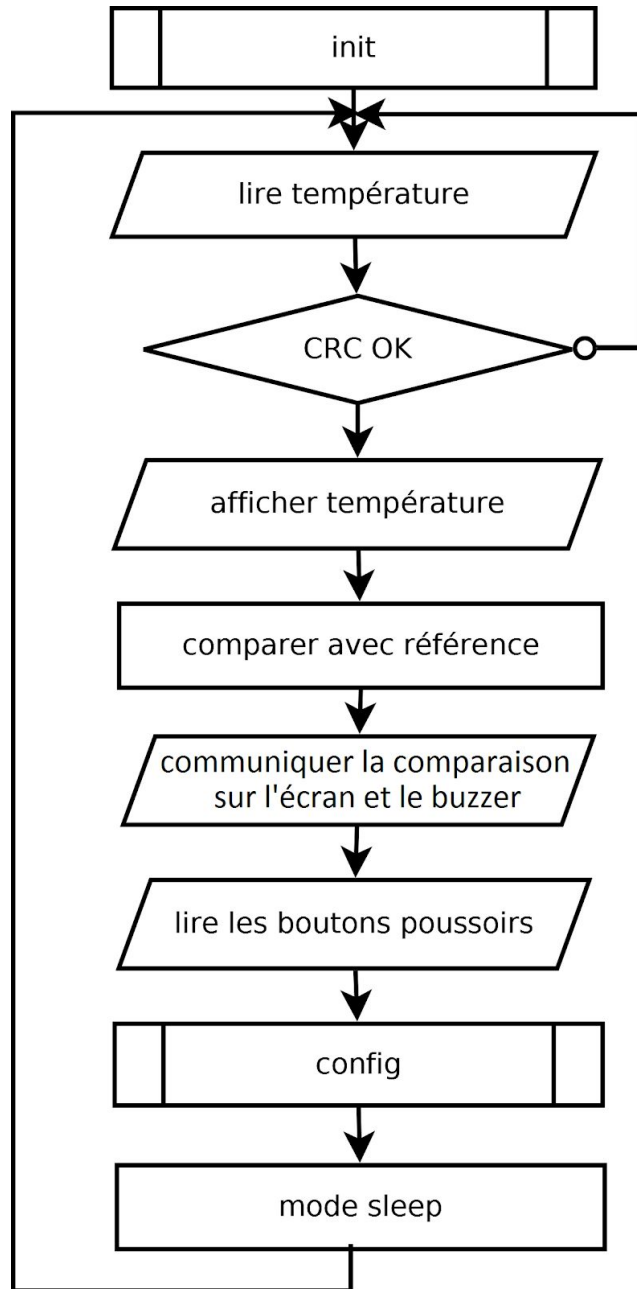 init
lire température
CRC OK
afficher température
comparer avec référence
communiquer la comparaison
sur l'écran et le buzzer
lire les boutons poussoirs
config
mode sleep